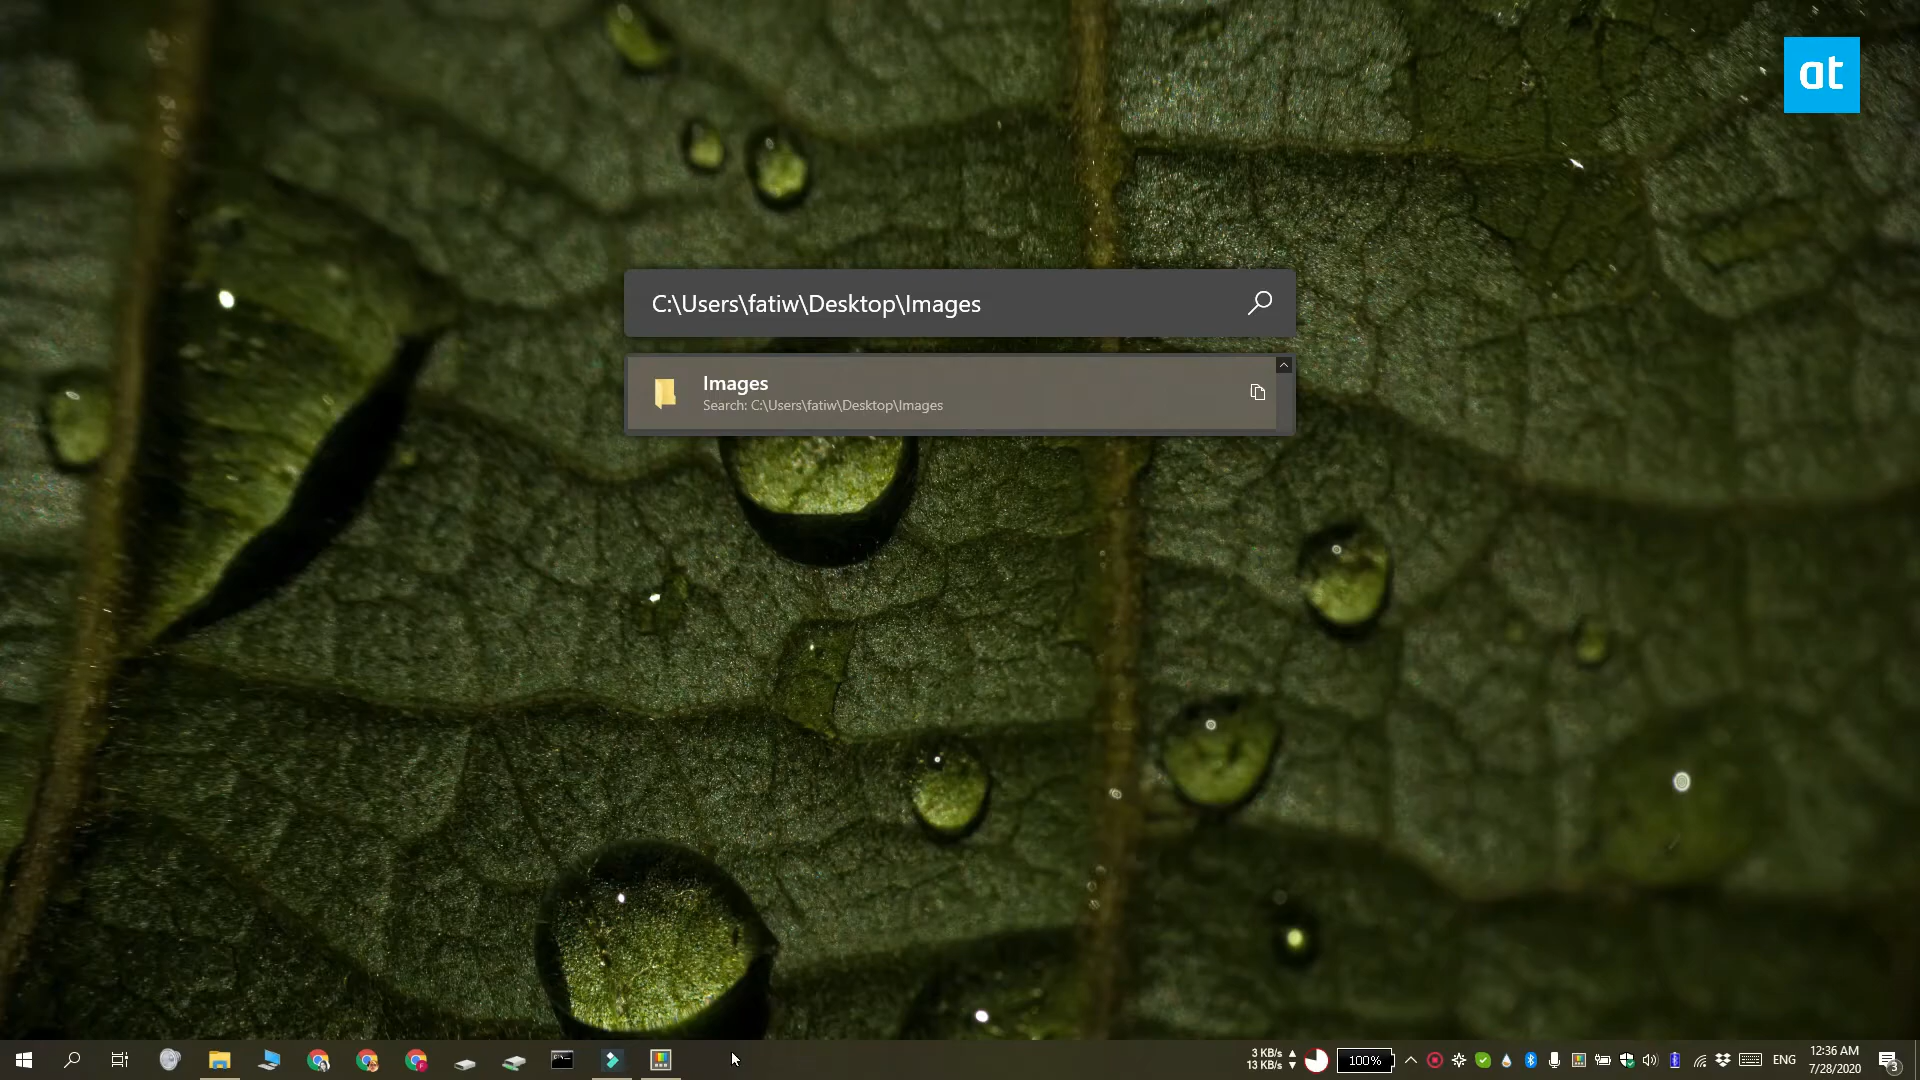 at
C:\Users\fatiw\Desktop\Images
Images
Search: C:\Users\fatiw\Desktop\Images
3 KB/s
13 KB/s
100%
ENG
12:36 AM
7/28/2020
3